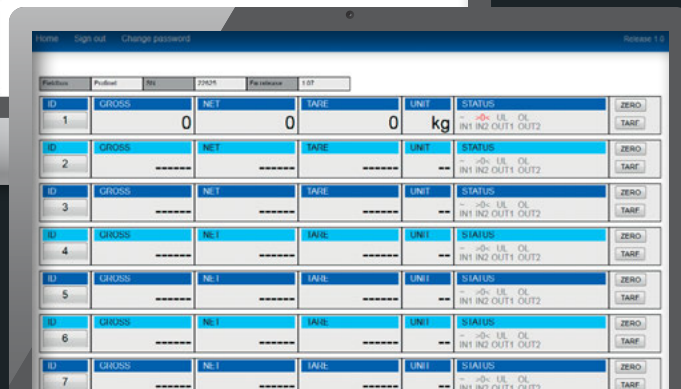 Home Sign out Change password Release 1.0
Fieldbus Profinet SN 22625 Fw release 1.07
ID GROSS NET TARE UNIT STATUS ZERO
1 0 0 0 kg ~ >0< UL OL
IN1 IN2 OUT1 OUT2 TARE
ID GROSS NET TARE UNIT STATUS ZERO
2 ------ ------ ------ -- ~ >0< UL OL
IN1 IN2 OUT1 OUT2 TARE
ID GROSS NET TARE UNIT STATUS ZERO
3 ------ ------ ------ -- ~ >0< UL OL
IN1 IN2 OUT1 OUT2 TARE
ID GROSS NET TARE UNIT STATUS ZERO
4 ------ ------ ------ -- ~ >0< UL OL
IN1 IN2 OUT1 OUT2 TARE
ID GROSS NET TARE UNIT STATUS ZERO
5 ------ ------ ------ -- ~ >0< UL OL
IN1 IN2 OUT1 OUT2 TARE
ID GROSS NET TARE UNIT STATUS ZERO
6 ------ ------ ------ -- ~ >0< UL OL
IN1 IN2 OUT1 OUT2 TARE
ID GROSS NET TARE UNIT STATUS ZERO
7 ------ ------ ------ -- ~ >0< UL OL
IN1 IN2 OUT1 OUT2 TARE